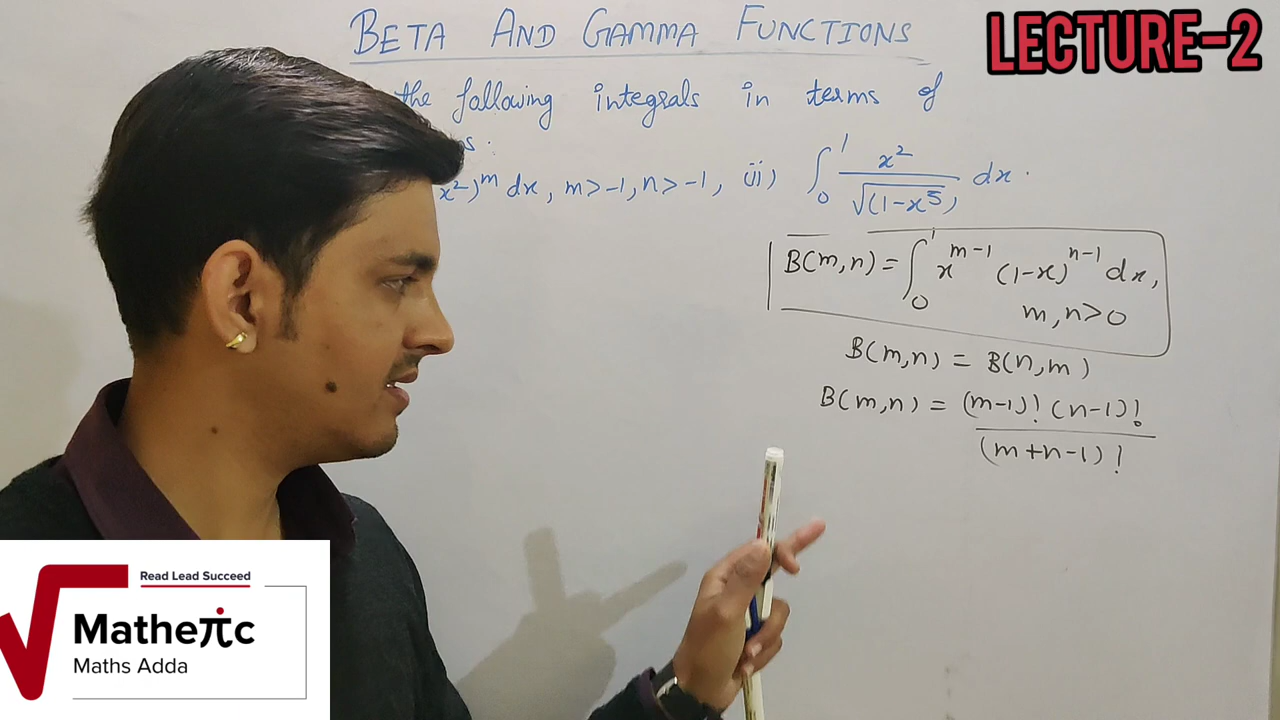 BETA AND GAMMA FUNCTIONS
LECTURE-2
the following integrals in terms of
s.
x²)ᵐ dx, m>-1, n>-1, (ii) ∫₀¹ x²/√(1-x⁵) dx.
B(m,n) = ∫₀¹ x^(m-1) (1-x)^(n-1) dx,
m,n>0
B(m,n) = B(n,m)
B(m,n) = (m-1)! (n-1)!
(m+n-1)!
Read Lead Succeed
Matheπc
Maths Adda